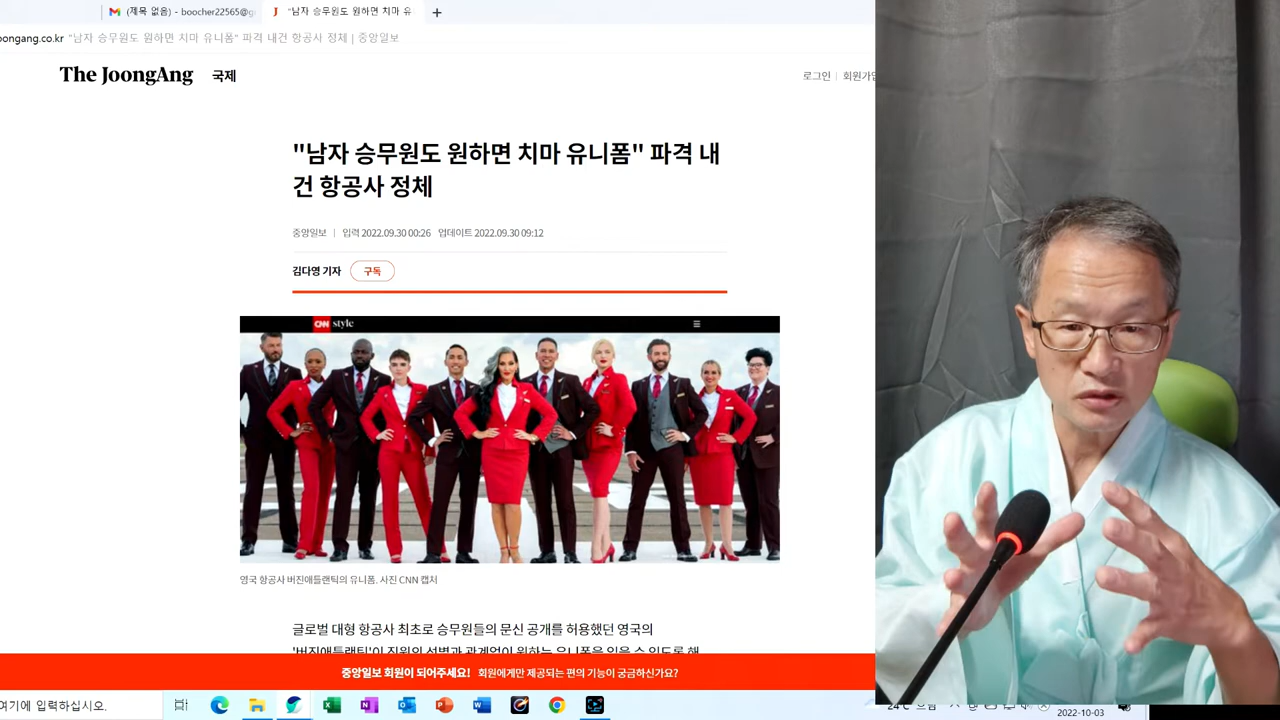 (제목 없음) - boocher22565@g
"남자 승무원도 원하면 치마 유
oongang.co.kr "남자 승무원도 원하면 치마 유니폼" 파격 내건 항공사 정체 | 중앙일보
The JoongAng 국제
로그인 | 회원가입
"남자 승무원도 원하면 치마 유니폼" 파격 내
건 항공사 정체
중앙일보 | 입력 2022.09.30 00:26 업데이트 2022.09.30 09:12
김다영 기자 구독
CNN style
영국 항공사 버진애틀랜틱의 유니폼. 사진 CNN 캡처
글로벌 대형 항공사 최초로 승무원들의 문신 공개를 허용했던 영국의
'버진애틀랜틱'이 직원의 성별과 관계없이 원하는 유니폼을 입을 수 있도록 해
중앙일보 회원이 되어주세요! 회원에게만 제공되는 편의 기능이 궁금하신가요?
여기에 입력하십시오.
24°C 흐림
2022-10-03